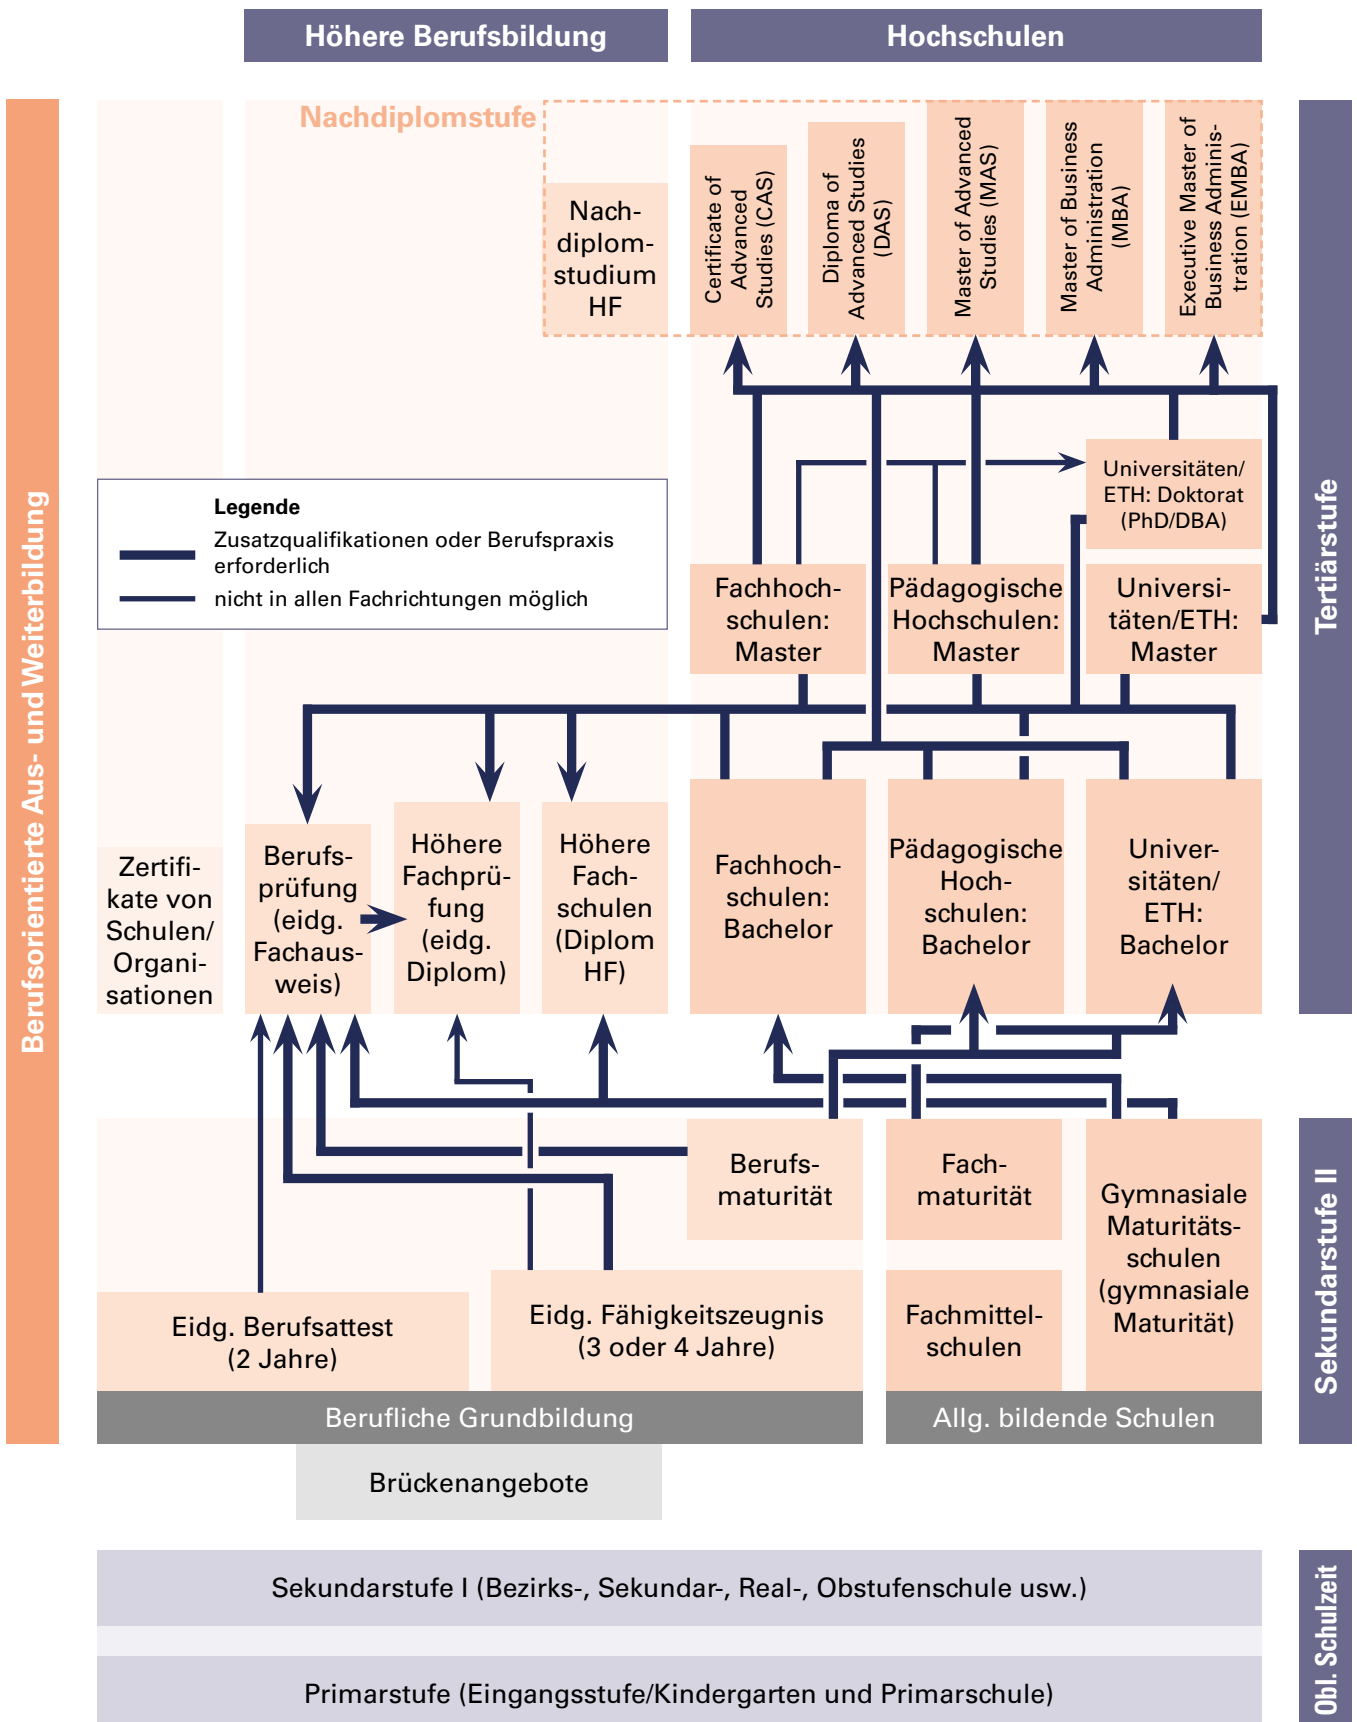 Höhere Berufsbildung
Hochschulen
Berufsorientierte Aus- und Weiterbildung
Tertiärstufe
Nachdiplomstufe
Nach-
diplom-
studium
HF
Certificate of
Advanced
Studies (CAS)
Diploma of
Advanced Studies
(DAS)
Master of Advanced
Studies (MAS)
Master of Business
Administration
(MBA)
Executive Master of
Business Adminis-
tration (EMBA)
Universitäten/
ETH: Doktorat
(PhD/DBA)
Legende
Zusatzqualifikationen oder Berufspraxis
erforderlich
nicht in allen Fachrichtungen möglich
Fachhoch-
schulen:
Master
Pädagogische
Hochschulen:
Master
Universi-
täten/ETH:
Master
Zertifi-
kate von
Schulen/
Organi-
sationen
Berufs-
prüfung
(eidg.
Fachaus-
weis)
Höhere
Fachprü-
fung
(eidg.
Diplom)
Höhere
Fach-
schulen
(Diplom
HF)
Fachhoch-
schulen:
Bachelor
Pädagogische
Hoch-
schulen:
Bachelor
Univer-
sitäten/
ETH:
Bachelor
Sekundarstufe II
Berufs-
maturität
Fach-
maturität
Gymnasiale
Maturitäts-
schulen
(gymnasiale
Maturität)
Eidg. Berufsattest
(2 Jahre)
Eidg. Fähigkeitszeugnis
(3 oder 4 Jahre)
Fachmittel-
schulen
Berufliche Grundbildung
Allg. bildende Schulen
Brückenangebote
Obl. Schulzeit
Sekundarstufe I (Bezirks-, Sekundar-, Real-, Obstufenschule usw.)
Primarstufe (Eingangsstufe/Kindergarten und Primarschule)